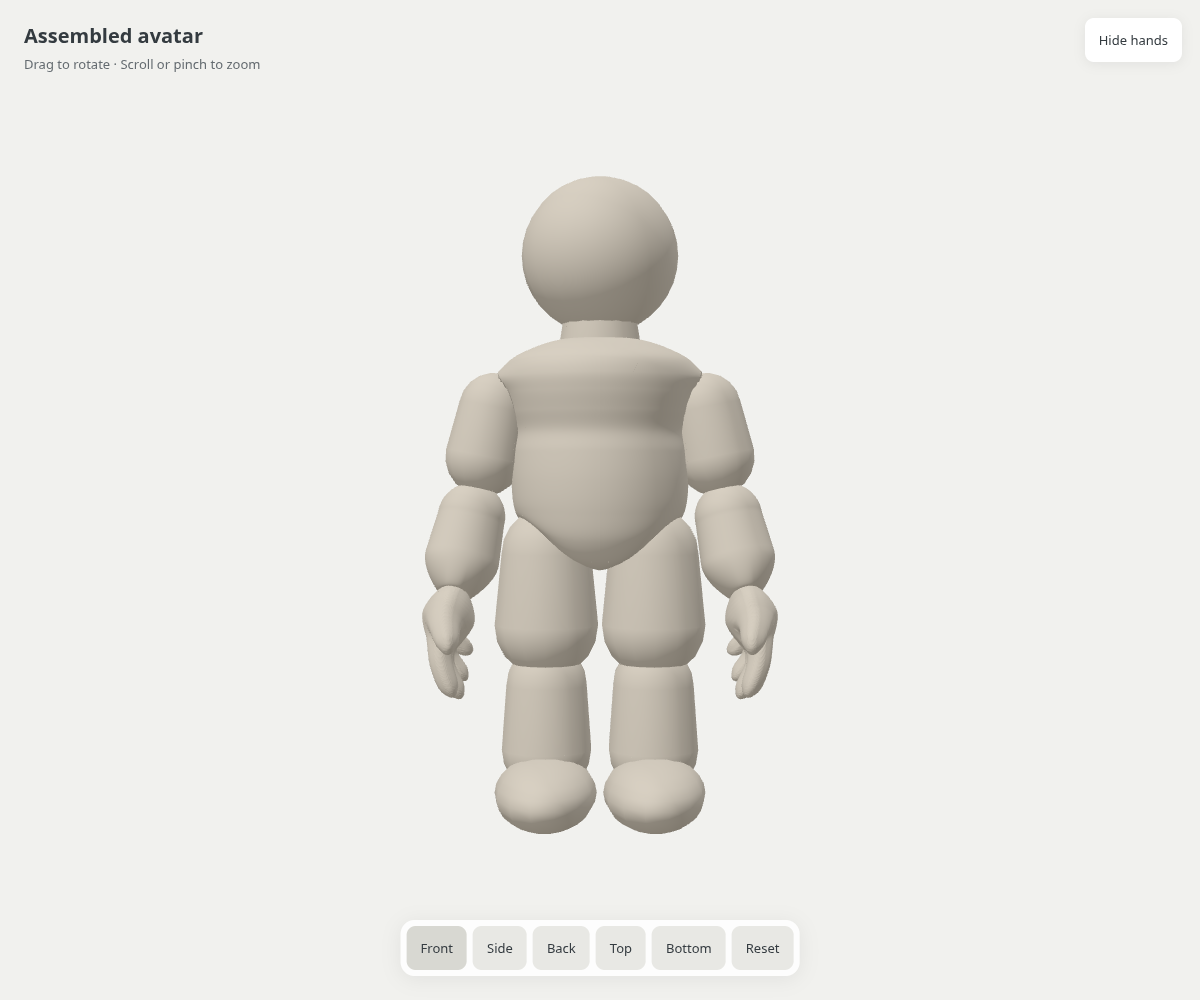 Assembled avatar
Hide hands
Drag to rotate · Scroll or pinch to zoom
Front Side Back Top Bottom Reset